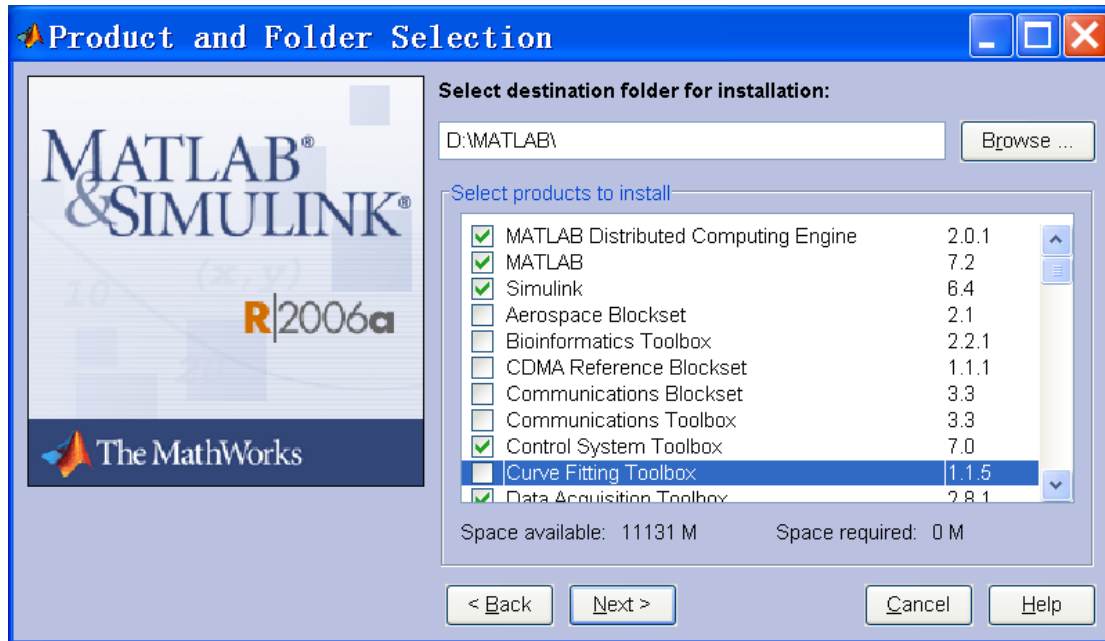 Product and Folder Selection
MATLAB®
&SIMULINK®
(x, y)
10
20
R|2006a
The MathWorks
Select destination folder for installation:
D:\MATLAB\
Browse ...
Select products to install
MATLAB Distributed Computing Engine 2.0.1
MATLAB 7.2
Simulink 6.4
Aerospace Blockset 2.1
Bioinformatics Toolbox 2.2.1
CDMA Reference Blockset 1.1.1
Communications Blockset 3.3
Communications Toolbox 3.3
Control System Toolbox 7.0
Curve Fitting Toolbox 1.1.5
Data Acquisition Toolbox 2.8.1
Space available: 11131 M Space required: 0 M
< Back Next > Cancel Help